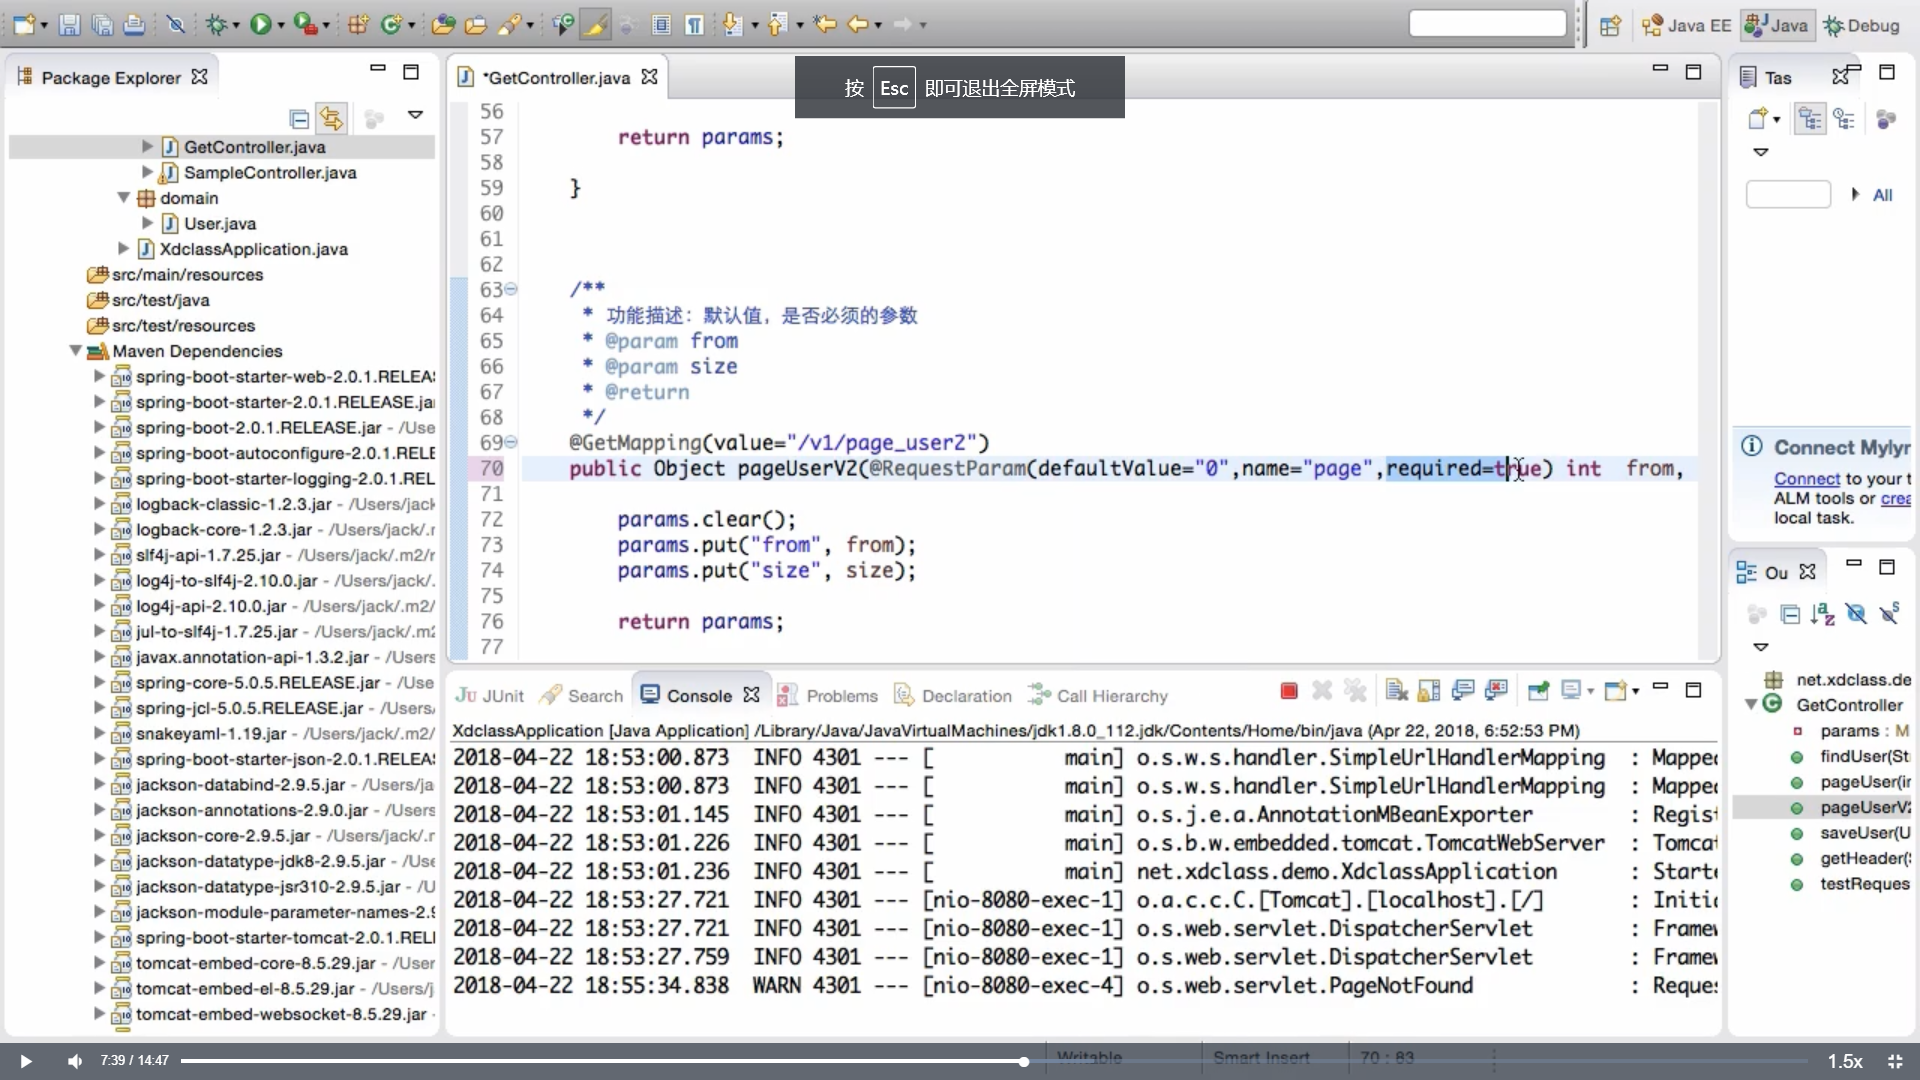 Java EE
Java
Debug
Package Explorer
*GetController.java
按 Esc 即可退出全屏模式
Tas
GetController.java
SampleController.java
domain
User.java
XdclassApplication.java
src/main/resources
src/test/java
src/test/resources
Maven Dependencies
spring-boot-starter-web-2.0.1.RELEA
spring-boot-starter-2.0.1.RELEASE.ja
spring-boot-2.0.1.RELEASE.jar - /Use
spring-boot-autoconfigure-2.0.1.REL
spring-boot-starter-logging-2.0.1.REL
logback-classic-1.2.3.jar - /Users/jack
logback-core-1.2.3.jar - /Users/jack/.r
slf4j-api-1.7.25.jar - /Users/jack/.m2/r
log4j-to-slf4j-2.10.0.jar - /Users/jack/.
log4j-api-2.10.0.jar - /Users/jack/.m2/
jul-to-slf4j-1.7.25.jar - /Users/jack/.m2
javax.annotation-api-1.3.2.jar - /Users
spring-core-5.0.5.RELEASE.jar - /Use
spring-jcl-5.0.5.RELEASE.jar - /Users/
snakeyaml-1.19.jar - /Users/jack/.m2/
spring-boot-starter-json-2.0.1.RELEA
jackson-databind-2.9.5.jar - /Users/ja
jackson-annotations-2.9.0.jar - /Users
jackson-core-2.9.5.jar - /Users/jack/.r
jackson-datatype-jdk8-2.9.5.jar - /Use
jackson-datatype-jsr310-2.9.5.jar - /U
jackson-module-parameter-names-2.9
spring-boot-starter-tomcat-2.0.1.REL
tomcat-embed-core-8.5.29.jar - /User
tomcat-embed-el-8.5.29.jar - /Users/j
tomcat-embed-websocket-8.5.29.jar -
56
57 return params;
58
59 }
60
61
62
63 /**
64 * 功能描述：默认值，是否必须的参数
65 * @param from
66 * @param size
67 * @return
68 */
69 @GetMapping(value="/v1/page_user2")
70 public Object pageUserV2(@RequestParam(defaultValue="0",name="page",required=true) int  from,
71
72 params.clear();
73 params.put("from", from);
74 params.put("size", size);
75
76 return params;
77
All
Connect Mylyn
Connect to your t
ALM tools or crea
local task.
Ou
net.xdclass.de
GetController
params : M
findUser(St
pageUser(ir
pageUserV2
saveUser(U
getHeader(
testReques
JUnit Search Console Problems Declaration Call Hierarchy
XdclassApplication [Java Application] /Library/Java/JavaVirtualMachines/jdk1.8.0_112.jdk/Contents/Home/bin/java (Apr 22, 2018, 6:52:53 PM)
2018-04-22 18:53:00.873  INFO 4301 --- [           main] o.s.w.s.handler.SimpleUrlHandlerMapping  : Mapped
2018-04-22 18:53:00.873  INFO 4301 --- [           main] o.s.w.s.handler.SimpleUrlHandlerMapping  : Mapped
2018-04-22 18:53:01.145  INFO 4301 --- [           main] o.s.j.e.a.AnnotationMBeanExporter        : Regist
2018-04-22 18:53:01.226  INFO 4301 --- [           main] o.s.b.w.embedded.tomcat.TomcatWebServer  : Tomcat
2018-04-22 18:53:01.236  INFO 4301 --- [           main] net.xdclass.demo.XdclassApplication      : Starte
2018-04-22 18:53:27.721  INFO 4301 --- [nio-8080-exec-1] o.a.c.c.C.[Tomcat].[localhost].[/]       : Initia
2018-04-22 18:53:27.721  INFO 4301 --- [nio-8080-exec-1] o.s.web.servlet.DispatcherServlet        : Framew
2018-04-22 18:53:27.759  INFO 4301 --- [nio-8080-exec-1] o.s.web.servlet.DispatcherServlet        : Framew
2018-04-22 18:55:34.838  WARN 4301 --- [nio-8080-exec-4] o.s.web.servlet.PageNotFound             : Reques
7:39 / 14:47
Writable
Smart Insert
70 : 83
1.5x